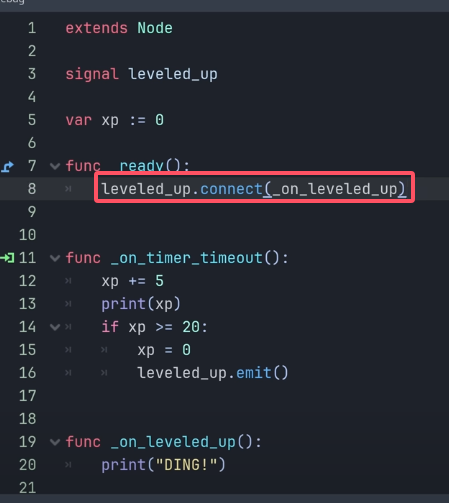 1 extends Node
2
3 signal leveled_up
4
5 var xp := 0
6
7 func _ready():
8 leveled_up.connect(_on_leveled_up)
9
10
11 func _on_timer_timeout():
12 xp += 5
13 print(xp)
14 if xp >= 20:
15 xp = 0
16 leveled_up.emit()
17
18
19 func _on_leveled_up():
20 print("DING!")
21